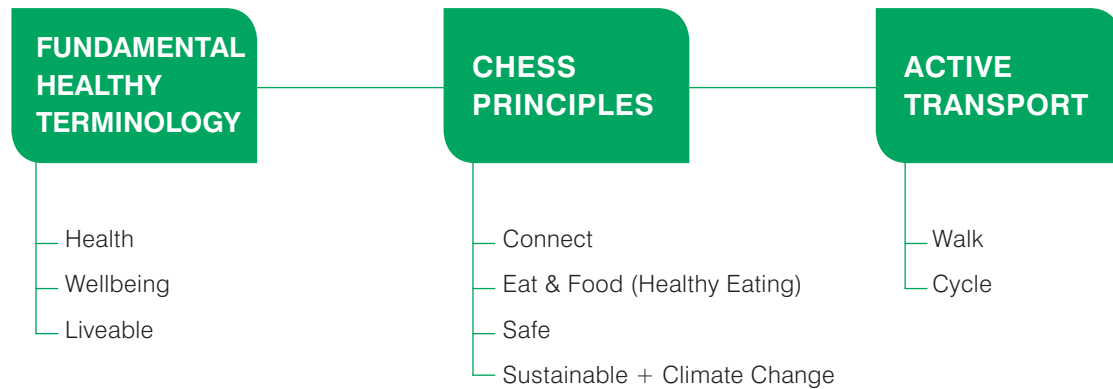 FUNDAMENTAL
HEALTHY
TERMINOLOGY
Health
Wellbeing
Liveable
CHESS
PRINCIPLES
Connect
Eat & Food (Healthy Eating)
Safe
Sustainable + Climate Change
ACTIVE
TRANSPORT
Walk
Cycle